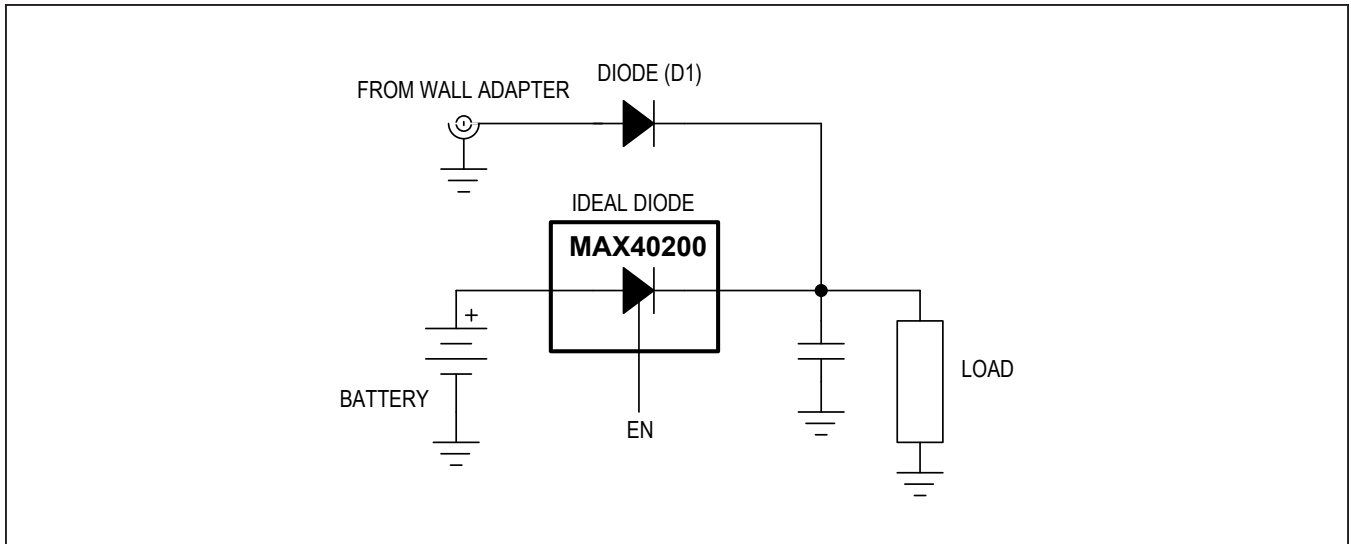 DIODE (D1)
FROM WALL ADAPTER
IDEAL DIODE
MAX40200
+
BATTERY
LOAD
EN